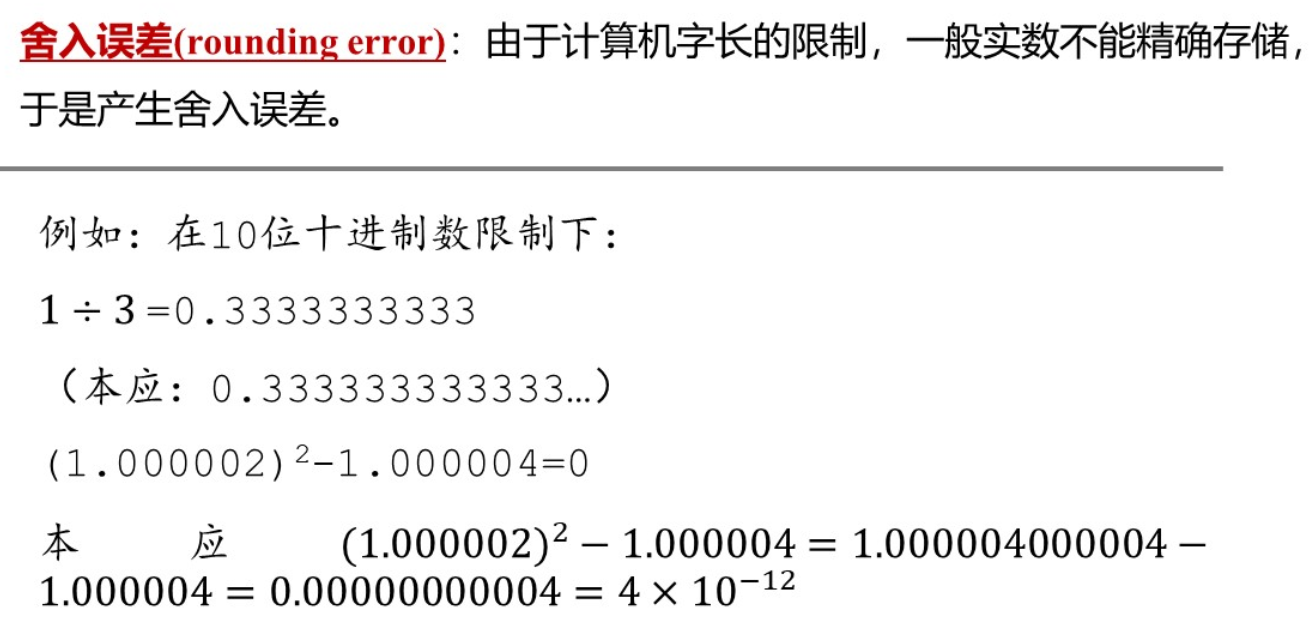 舍入误差(rounding error)：由于计算机字长的限制，一般实数不能精确存储，
于是产生舍入误差。
例如：在10位十进制数限制下：
1 ÷ 3 =0.3333333333
（本应：0.333333333333…）
(1.000002)²-1.000004=0
本 应 (1.000002)² − 1.000004 = 1.000004000004 −
1.000004 = 0.00000000004 = 4 × 10⁻¹²